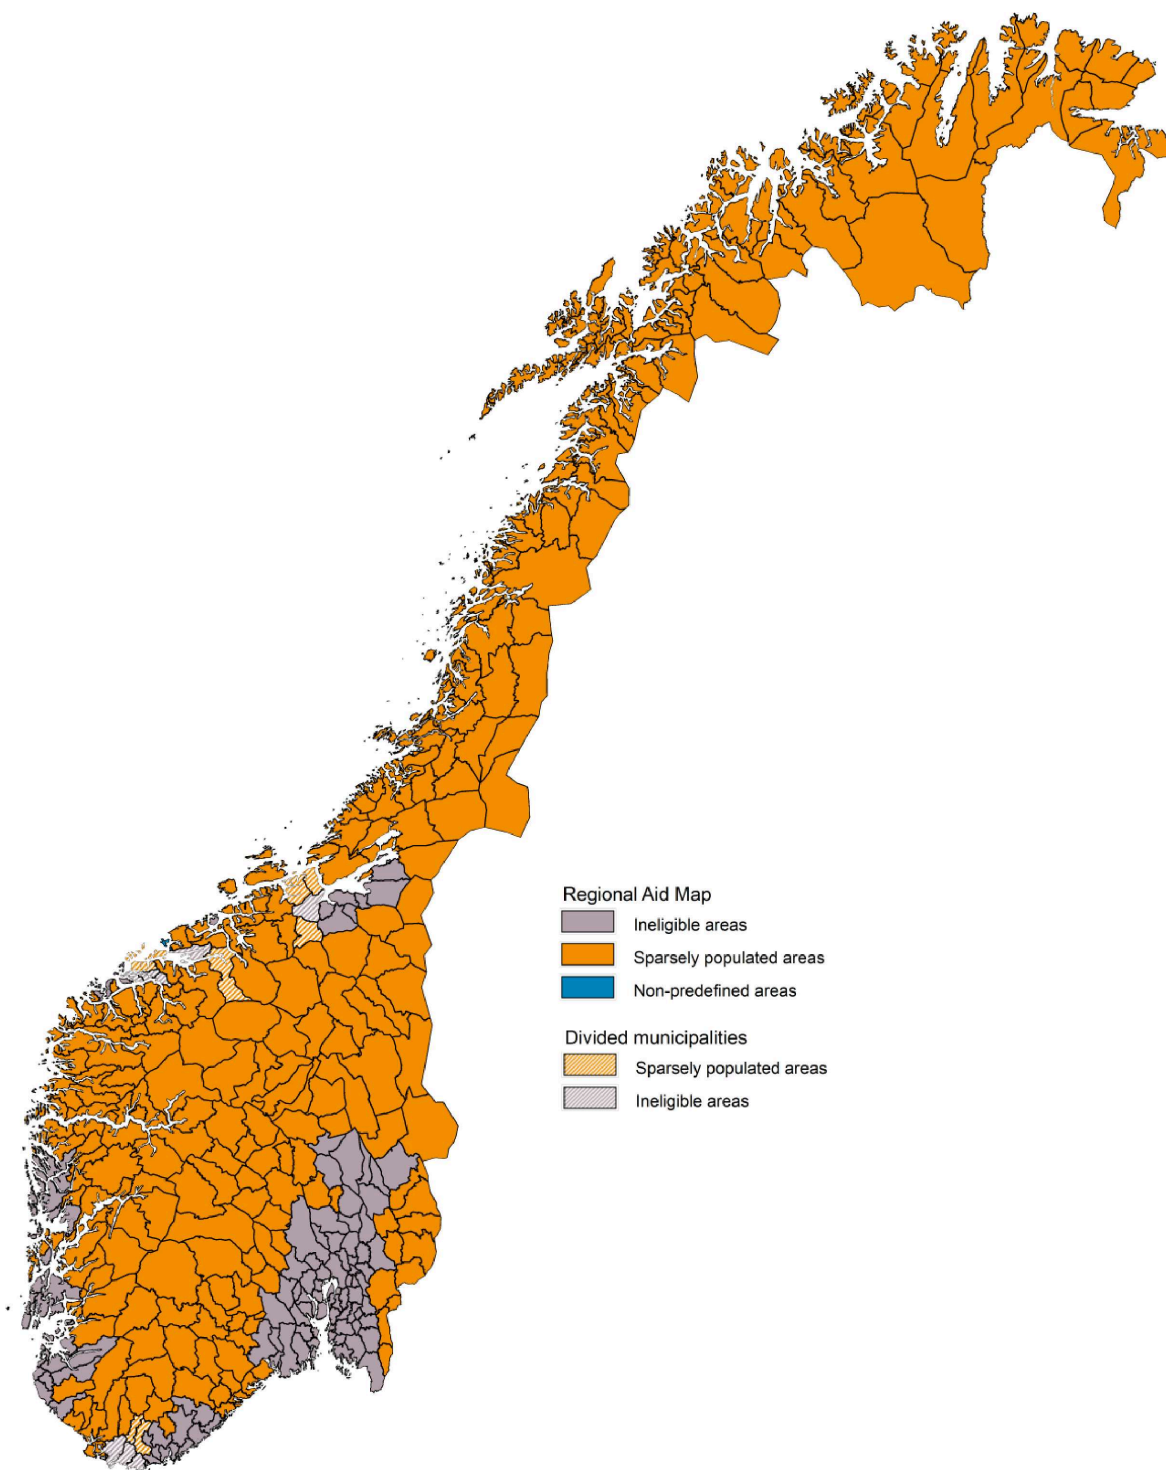 Regional Aid Map
Ineligible areas
Sparsely populated areas
Non-predefined areas
Divided municipalities
Sparsely populated areas
Ineligible areas